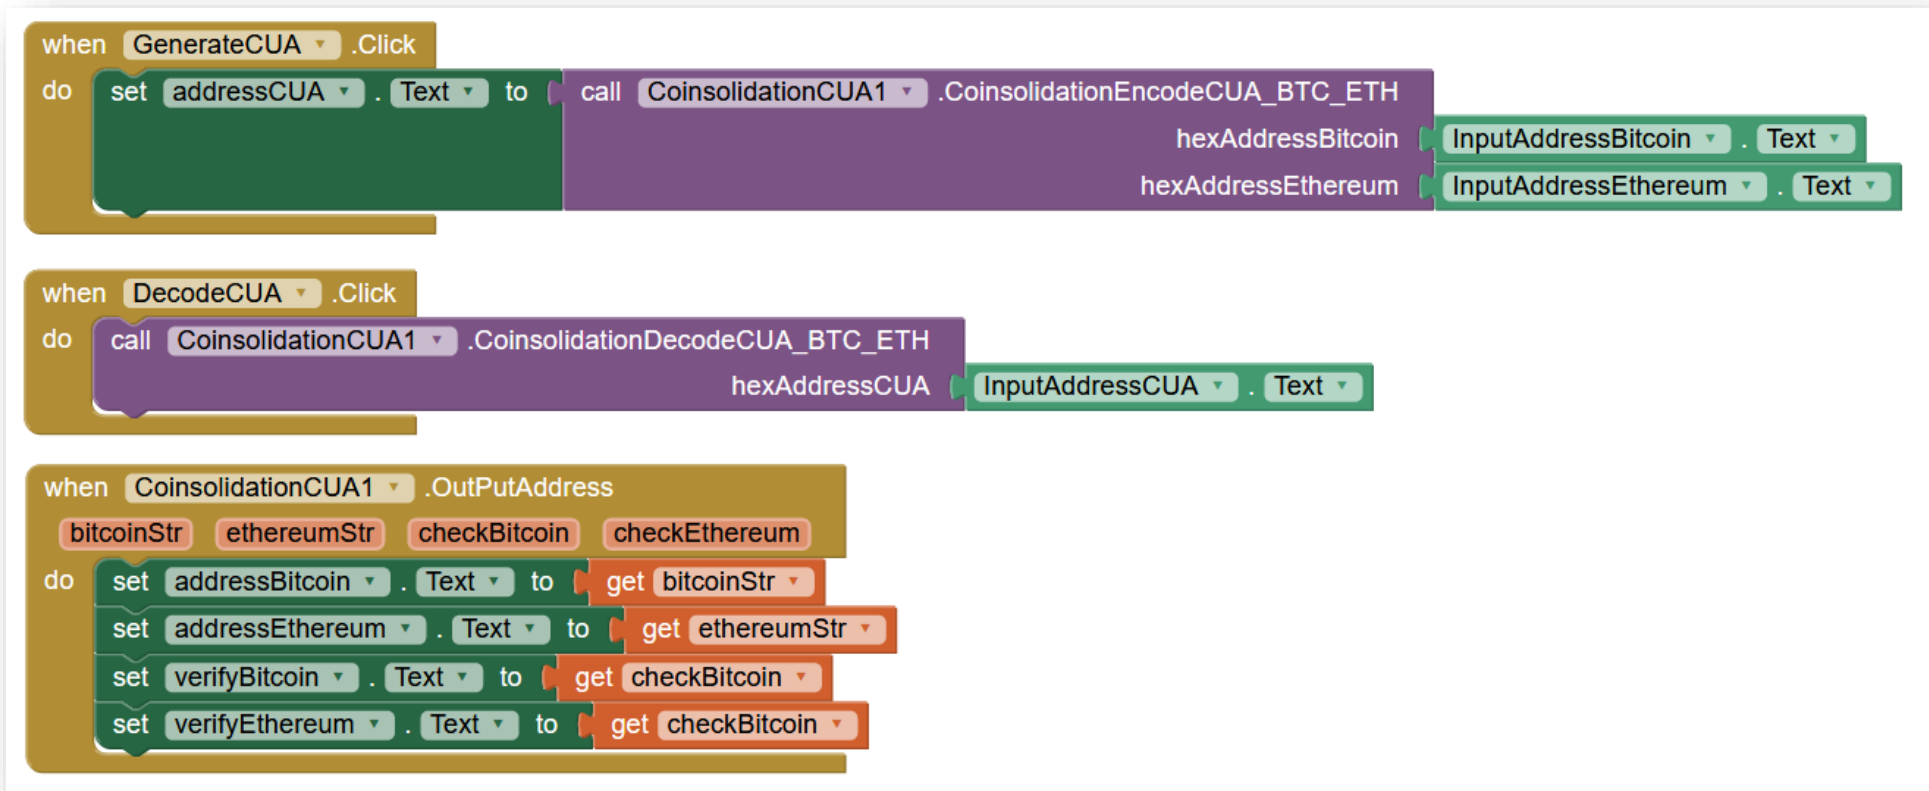 when GenerateCUA .Click
do set addressCUA . Text to call CoinsolidationCUA1 .CoinsolidationEncodeCUA_BTC_ETH
hexAddressBitcoin InputAddressBitcoin . Text
hexAddressEthereum InputAddressEthereum . Text
when DecodeCUA .Click
do call CoinsolidationCUA1 .CoinsolidationDecodeCUA_BTC_ETH
hexAddressCUA InputAddressCUA . Text
when CoinsolidationCUA1 .OutPutAddress
bitcoinStr ethereumStr checkBitcoin checkEthereum
do set addressBitcoin . Text to get bitcoinStr
set addressEthereum . Text to get ethereumStr
set verifyBitcoin . Text to get checkBitcoin
set verifyEthereum . Text to get checkBitcoin